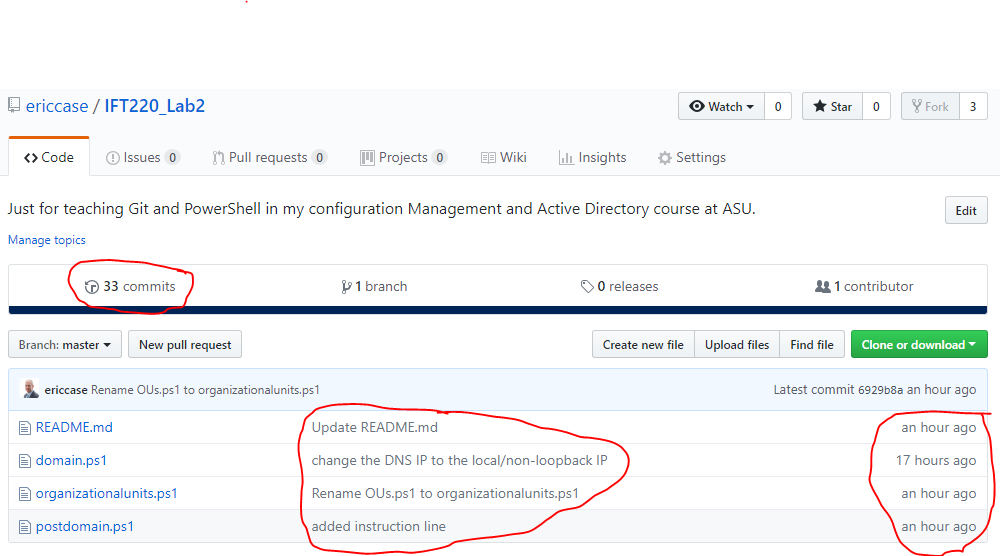 ericcase / IFT220_Lab2
Watch 0 Star 0 Fork 3
Code Issues 0 Pull requests 0 Projects 0 Wiki Insights Settings
Just for teaching Git and PowerShell in my configuration Management and Active Directory course at ASU. Edit
Manage topics
33 commits 1 branch 0 releases 1 contributor
Branch: master New pull request Create new file Upload files Find file Clone or download
ericcase Rename OUs.ps1 to organizationalunits.ps1 Latest commit 6929b8a an hour ago
README.md Update README.md an hour ago
domain.ps1 change the DNS IP to the local/non-loopback IP 17 hours ago
organizationalunits.ps1 Rename OUs.ps1 to organizationalunits.ps1 an hour ago
postdomain.ps1 added instruction line an hour ago